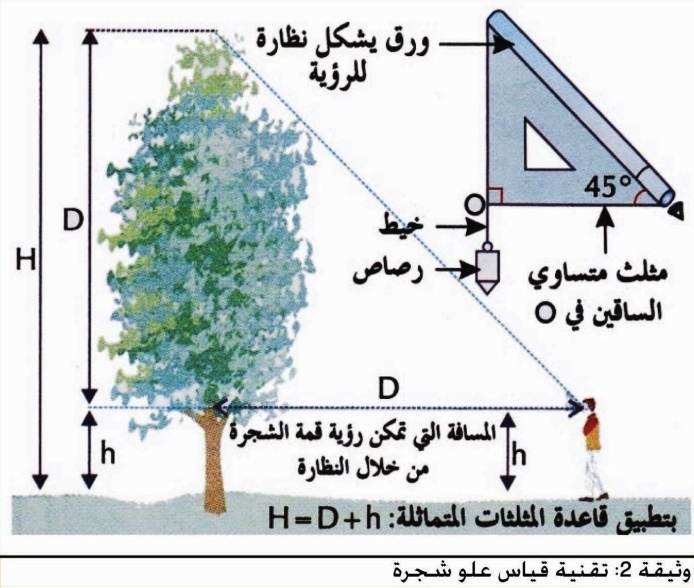 ورق يشكل نظارة
للرؤية
45°
O
خيط
رصاص
مثلث متساوي
الساقين في O
H
D
D
h
h
المسافة التي تمكن رؤية قمة الشجرة
من خلال النظارة
بتطبيق قاعدة المثلثات المتماثلة: H=D+h
وثيقة 2: تقنية قياس علو شجرة